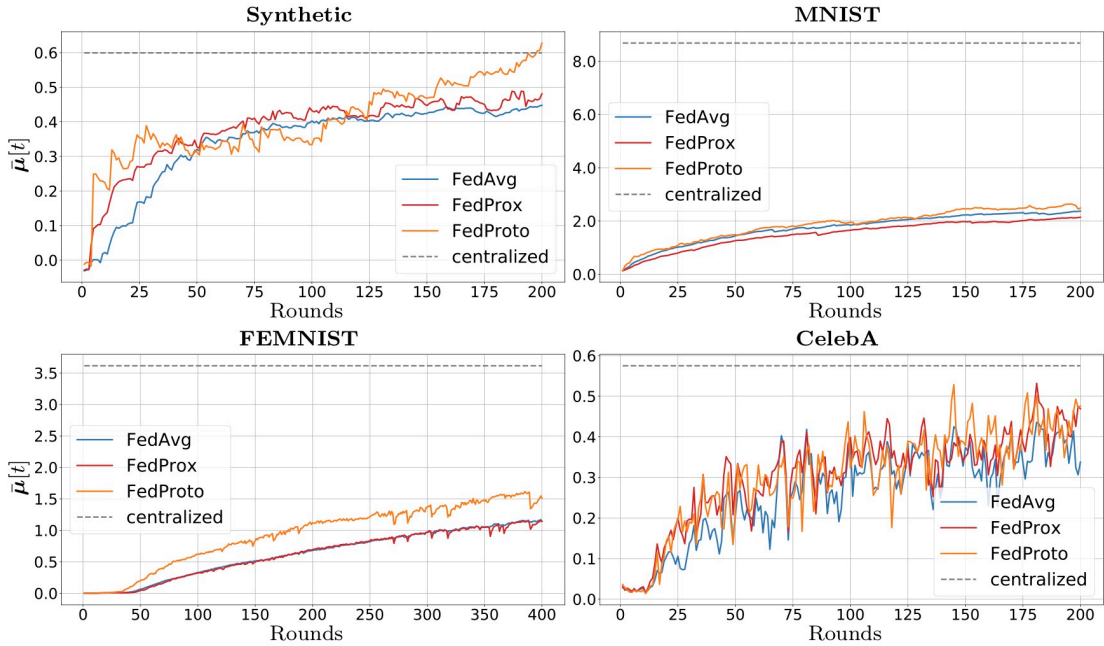 Synthetic
μ̄[t]
0.6
0.5
0.4
0.3
0.2
0.1
0.0
FedAvg
FedProx
FedProto
centralized
0 25 50 75 100 125 150 175 200
Rounds
MNIST
8.0
6.0
4.0
2.0
0.0
FedAvg
FedProx
FedProto
centralized
0 25 50 75 100 125 150 175 200
Rounds
FEMNIST
μ̄[t]
3.5
3.0
2.5
2.0
1.5
1.0
0.5
0.0
FedAvg
FedProx
FedProto
centralized
0 50 100 150 200 250 300 350 400
Rounds
CelebA
0.6
0.5
0.4
0.3
0.2
0.1
0.0
FedAvg
FedProx
FedProto
centralized
0 25 50 75 100 125 150 175 200
Rounds